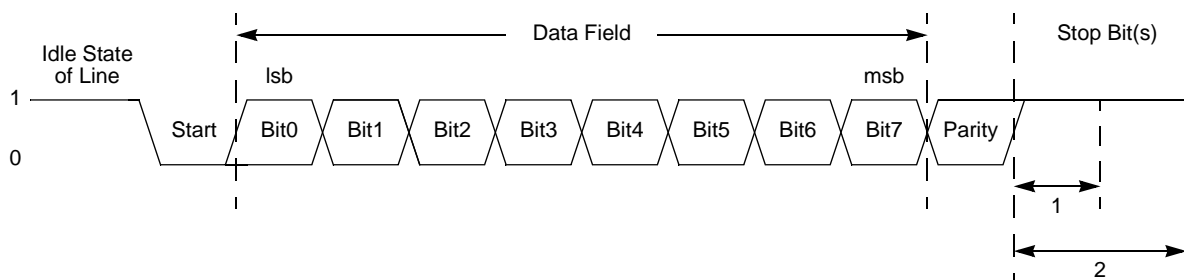 Data Field
Stop Bit(s)
Idle State
of Line
lsb
msb
1
Start
Bit0
Bit1
Bit2
Bit3
Bit4
Bit5
Bit6
Bit7
Parity
0
1
2